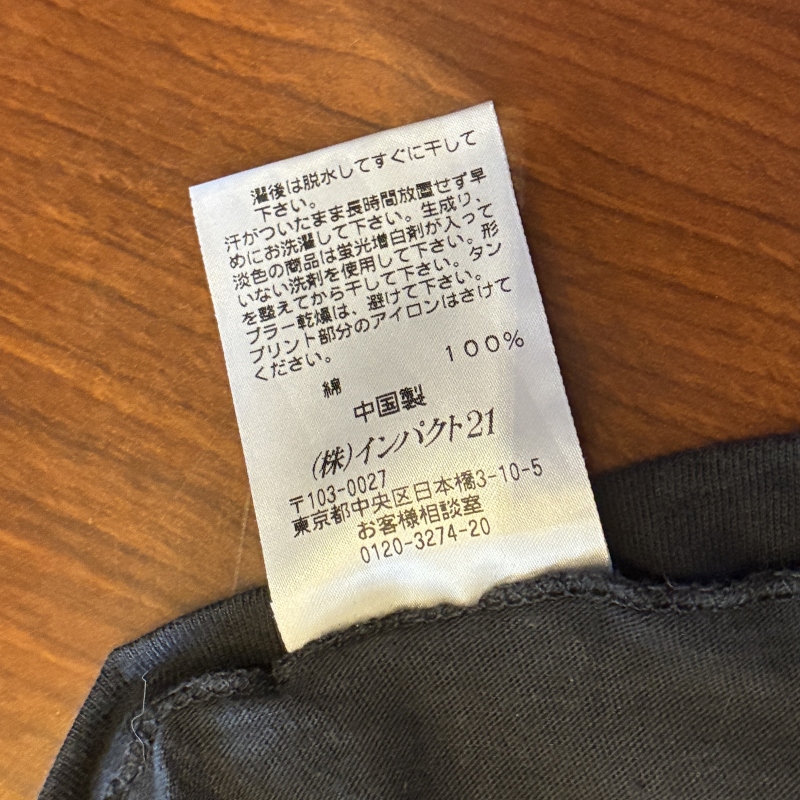 濯後は脱水してすぐに干して
下さい。
汗がついたまま長時間放置せず早
めにお洗濯して下さい。生成り、
淡色の商品は蛍光増白剤が入って
いない洗剤を使用して下さい。形
を整えてから干して下さい。タン
ブラー乾燥は、避けて下さい。
プリント部分のアイロンはさけて
ください。
綿 100%
中国製
(株)インパクト21
〒103-0027
東京都中央区日本橋3-10-5
お客様相談室
0120-3274-20